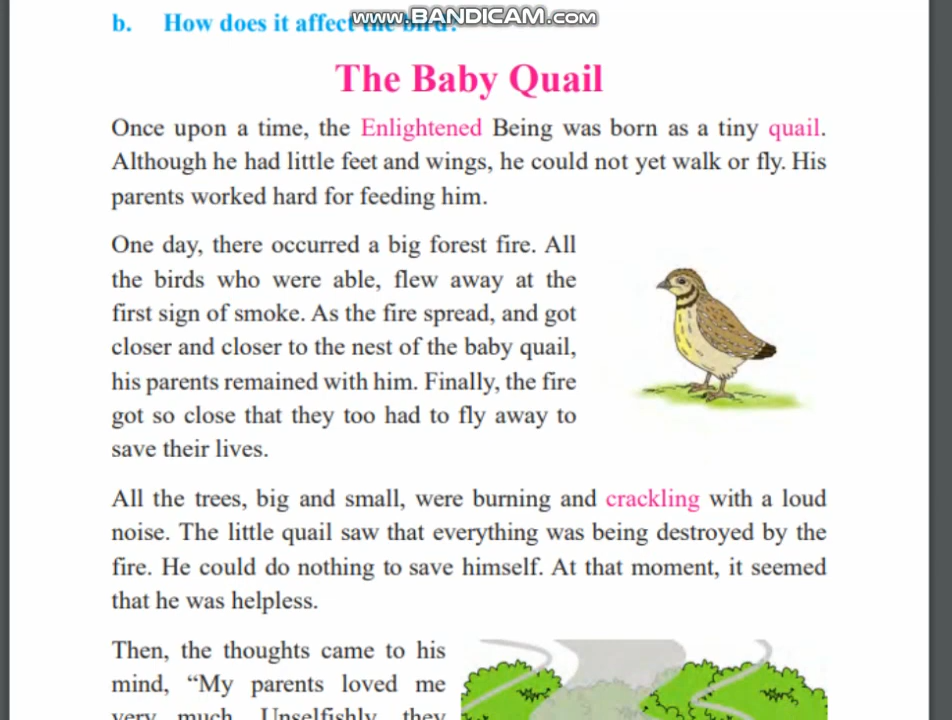 www.BANDICAM.com
b. How does it affect the bird?
The Baby Quail
Once upon a time, the Enlightened Being was born as a tiny quail.
Although he had little feet and wings, he could not yet walk or fly. His
parents worked hard for feeding him.
One day, there occurred a big forest fire. All
the birds who were able, flew away at the
first sign of smoke. As the fire spread, and got
closer and closer to the nest of the baby quail,
his parents remained with him. Finally, the fire
got so close that they too had to fly away to
save their lives.
All the trees, big and small, were burning and crackling with a loud
noise. The little quail saw that everything was being destroyed by the
fire. He could do nothing to save himself. At that moment, it seemed
that he was helpless.
Then, the thoughts came to his
mind, “My parents loved me
very much. Unselfishly they